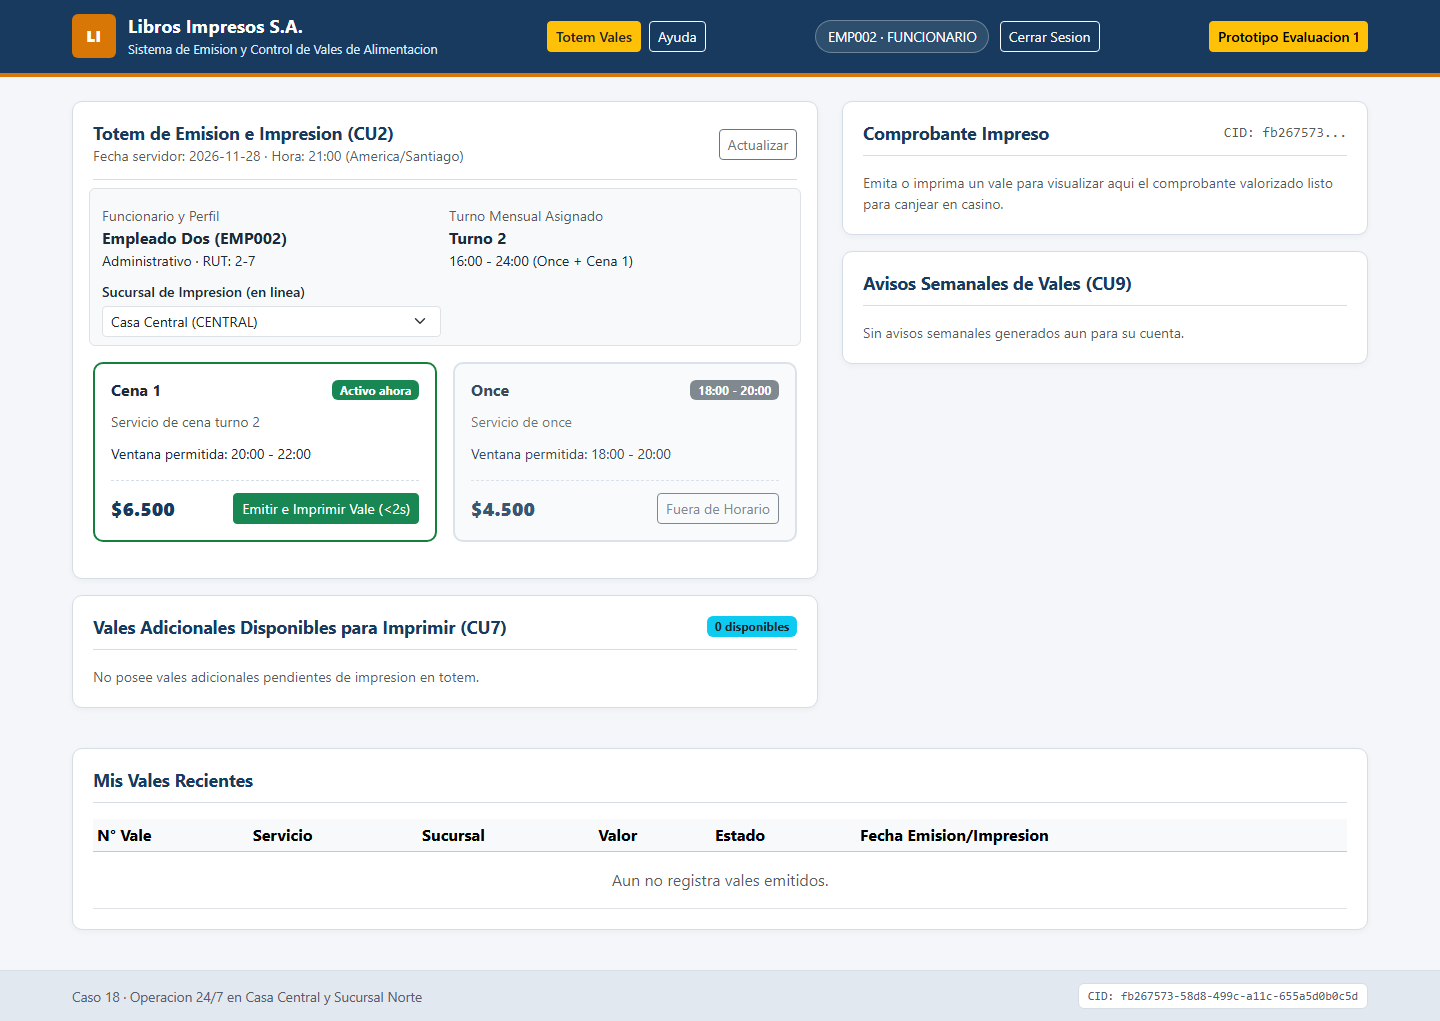 LI
Libros Impresos S.A.
Sistema de Emision y Control de Vales de Alimentacion
Totem Vales
Ayuda
EMP002 · FUNCIONARIO
Cerrar Sesion
Prototipo Evaluacion 1
Totem de Emision e Impresion (CU2)
Fecha servidor: 2026-11-28 · Hora: 21:00 (America/Santiago)
Actualizar
Funcionario y Perfil
Empleado Dos (EMP002)
Administrativo · RUT: 2-7
Turno Mensual Asignado
Turno 2
16:00 - 24:00 (Once + Cena 1)
Sucursal de Impresion (en linea)
Casa Central (CENTRAL)
Cena 1
Activo ahora
Servicio de cena turno 2
Ventana permitida: 20:00 - 22:00
$6.500
Emitir e Imprimir Vale (<2s)
Once
18:00 - 20:00
Servicio de once
Ventana permitida: 18:00 - 20:00
$4.500
Fuera de Horario
Vales Adicionales Disponibles para Imprimir (CU7)
0 disponibles
No posee vales adicionales pendientes de impresion en totem.
Comprobante Impreso
CID: fb267573...
Emita o imprima un vale para visualizar aqui el comprobante valorizado listo
para canjear en casino.
Avisos Semanales de Vales (CU9)
Sin avisos semanales generados aun para su cuenta.
Mis Vales Recientes
N° Vale Servicio Sucursal Valor Estado Fecha Emision/Impresion
Aun no registra vales emitidos.
Caso 18 · Operacion 24/7 en Casa Central y Sucursal Norte
CID: fb267573-58d8-499c-a11c-655a5d0b0c5d